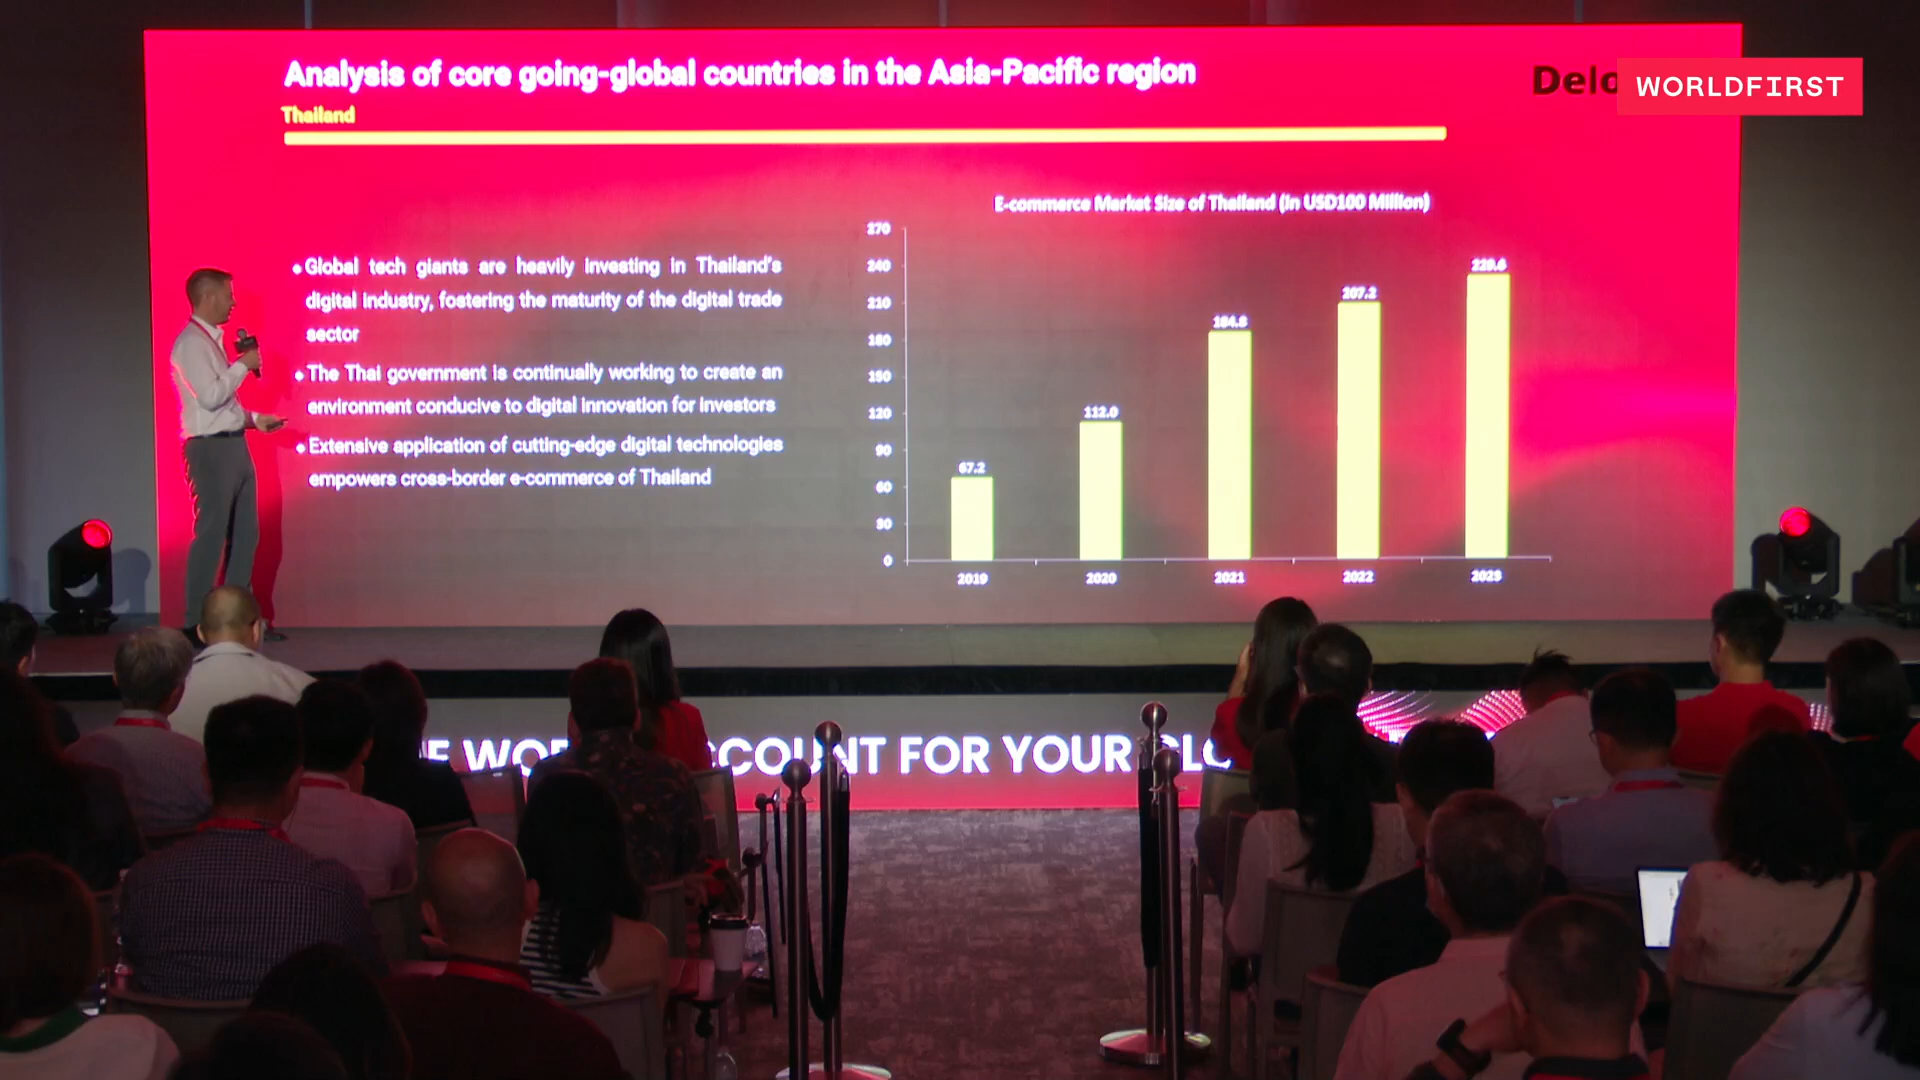 Analysis of core going-global countries in the Asia-Pacific region
Thailand
Delo
WORLDFIRST
• Global tech giants are heavily investing in Thailand's
digital industry, fostering the maturity of the digital trade
sector
• The Thai government is continually working to create an
environment conducive to digital innovation for investors
• Extensive application of cutting-edge digital technologies
empowers cross-border e-commerce of Thailand
E-commerce Market Size of Thailand (in USD100 Million)
270
240
210
180
150
120
90
60
30
0
67.2
112.0
184.8
207.2
229.6
2019
2020
2021
2022
2023
WO CCOUNT FOR YOUR GLO